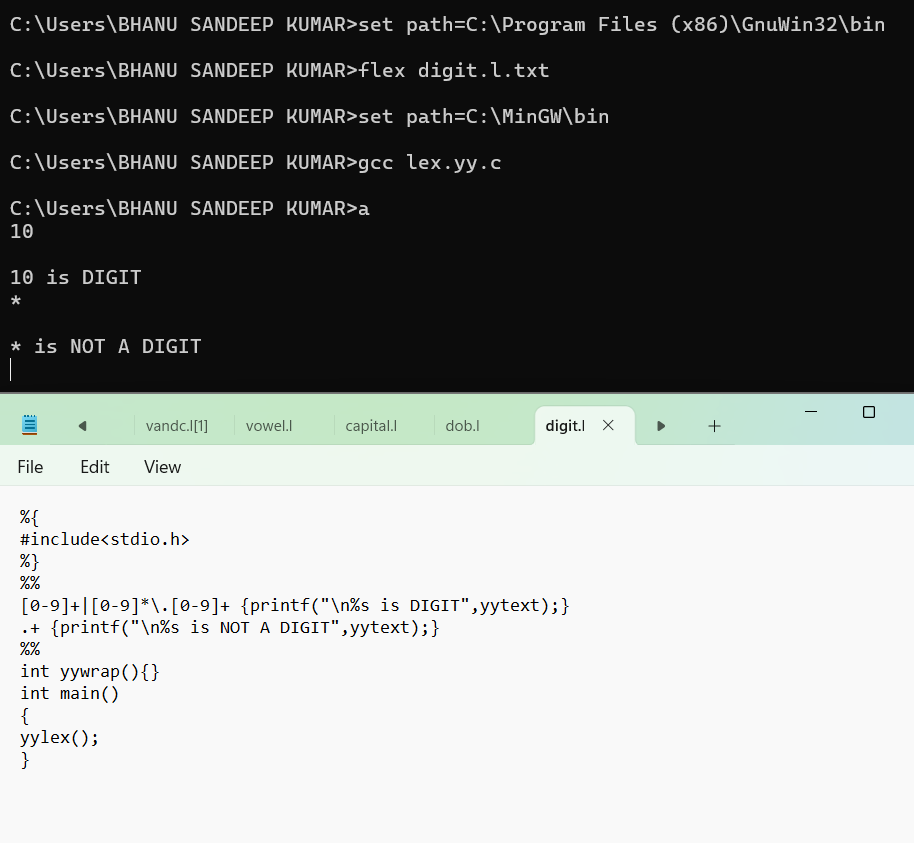 C:\Users\BHANU SANDEEP KUMAR>set path=C:\Program Files (x86)\GnuWin32\bin
C:\Users\BHANU SANDEEP KUMAR>flex digit.l.txt
C:\Users\BHANU SANDEEP KUMAR>set path=C:\MinGW\bin
C:\Users\BHANU SANDEEP KUMAR>gcc lex.yy.c
C:\Users\BHANU SANDEEP KUMAR>a
10
10 is DIGIT
*
* is NOT A DIGIT
vandc.l[1] vowel.l capital.l dob.l digit.l
File Edit View
%{
#include<stdio.h>
%}
%%
[0-9]+|[0-9]*\.[0-9]+ {printf("\n%s is DIGIT",yytext);}
.+ {printf("\n%s is NOT A DIGIT",yytext);}
%%
int yywrap(){}
int main()
{
yylex();
}